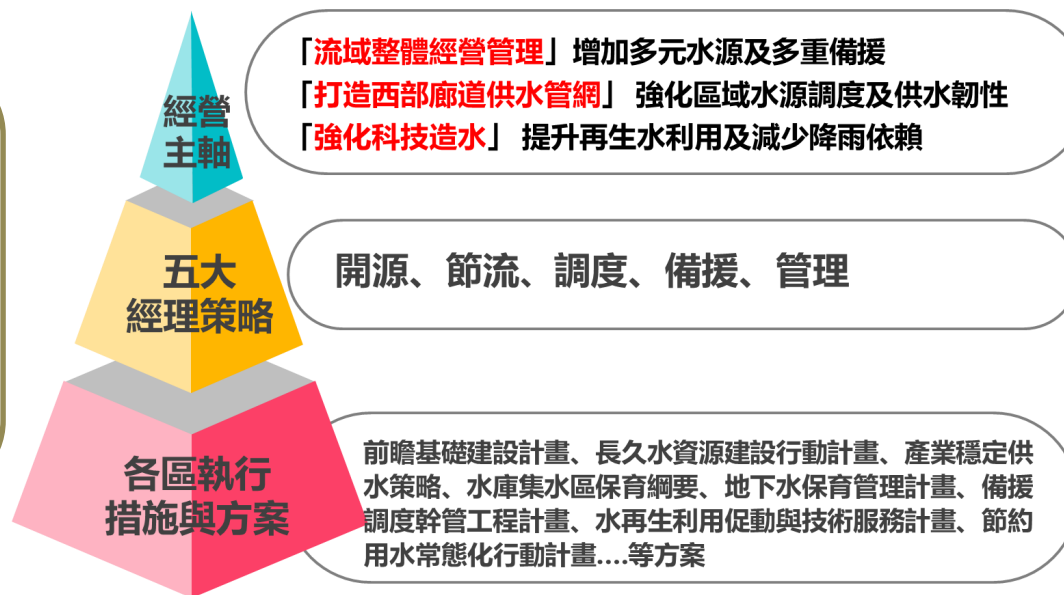 經營
主軸
「流域整體經營管理」增加多元水源及多重備援
「打造西部廊道供水管網」 強化區域水源調度及供水韌性
「強化科技造水」 提升再生水利用及減少降雨依賴
五大
經理策略
開源、節流、調度、備援、管理
各區執行
措施與方案
前瞻基礎建設計畫、長久水資源建設行動計畫、產業穩定供
水策略、水庫集水區保育綱要、地下水保育管理計畫、備援
調度幹管工程計畫、水再生利用促動與技術服務計畫、節約
用水常態化行動計畫....等方案